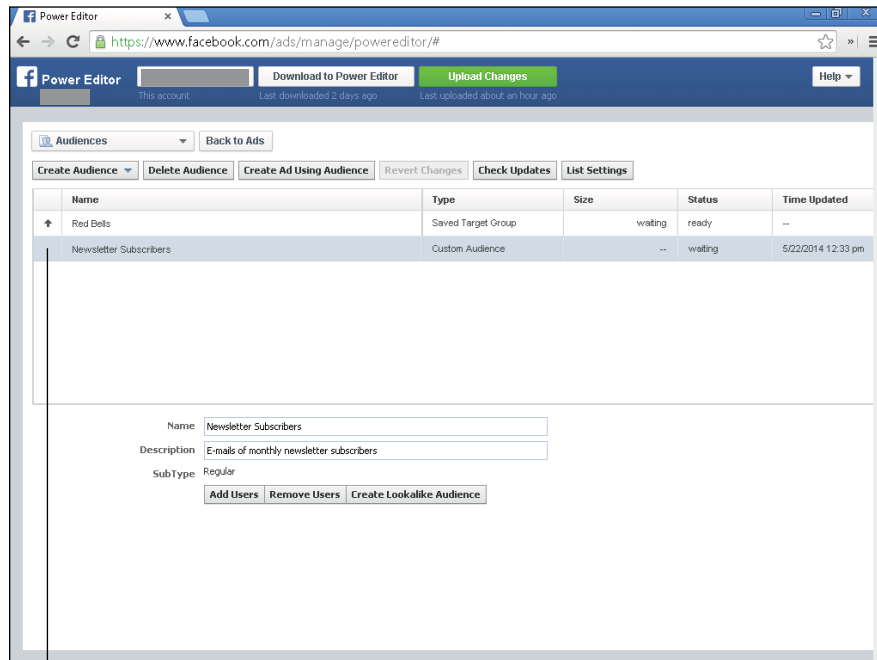 Power Editor
https://www.facebook.com/ads/manage/powereditor/#
Power Editor
Download to Power Editor
Upload Changes
Help
This account
Last downloaded 2 days ago
Last uploaded about an hour ago
Audiences
Back to Ads
Create Audience
Delete Audience
Create Ad Using Audience
Revert Changes
Check Updates
List Settings
Name Type Size Status Time Updated
Red Bells Saved Target Group waiting ready --
Newsletter Subscribers Custom Audience -- waiting 5/22/2014 12:33 pm
Name Newsletter Subscribers
Description E-mails of monthly newsletter subscribers
SubType Regular
Add Users Remove Users Create Lookalike Audience